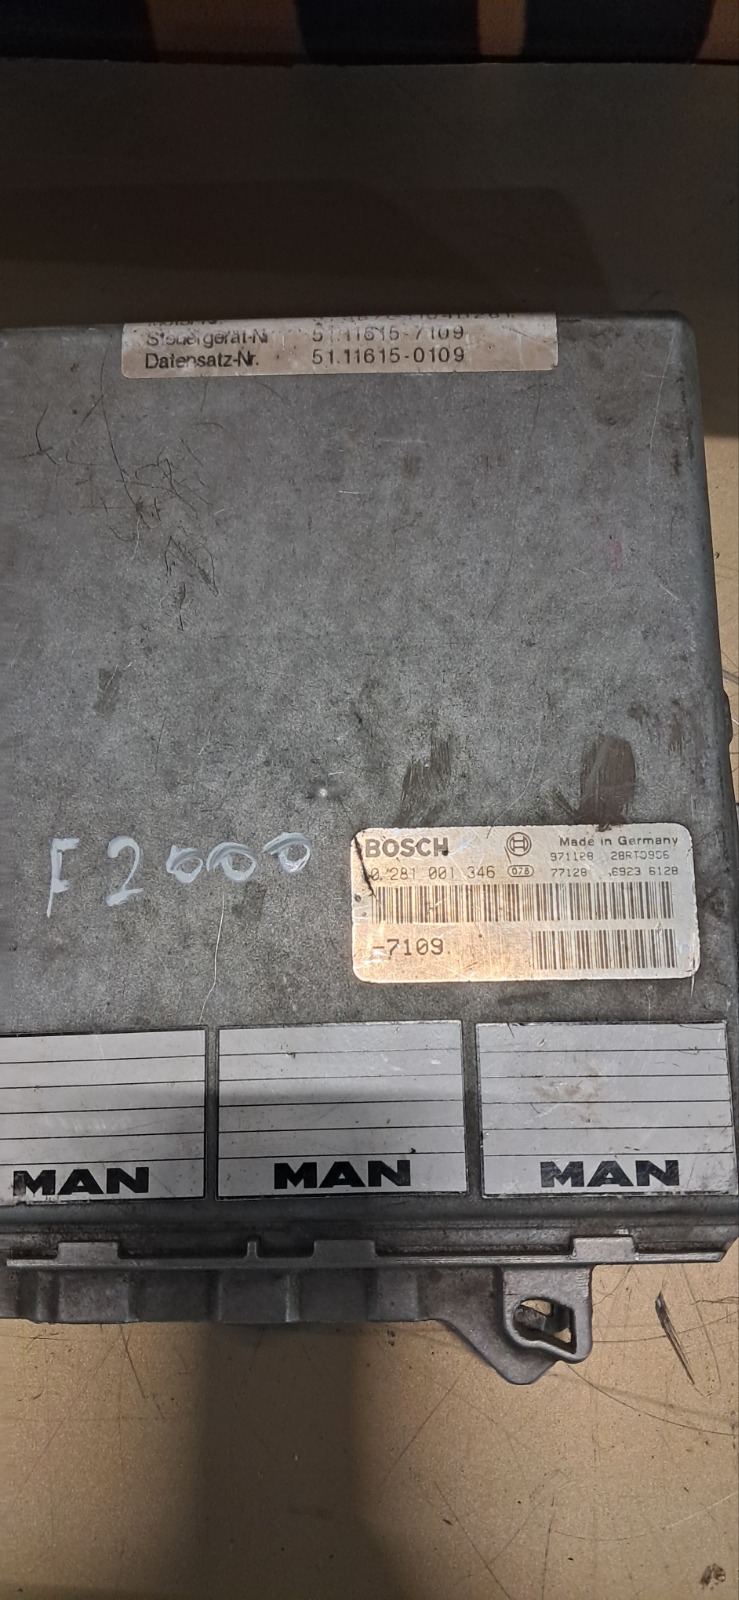 Steuergerät-Nr 51.11615-7109
Datensatz-Nr. 51.11615-0109
F2000
BOSCH Made in Germany
971128 28RT0906
0 281 001 346 078 77128 6923 6128
-7109
MAN MAN MAN